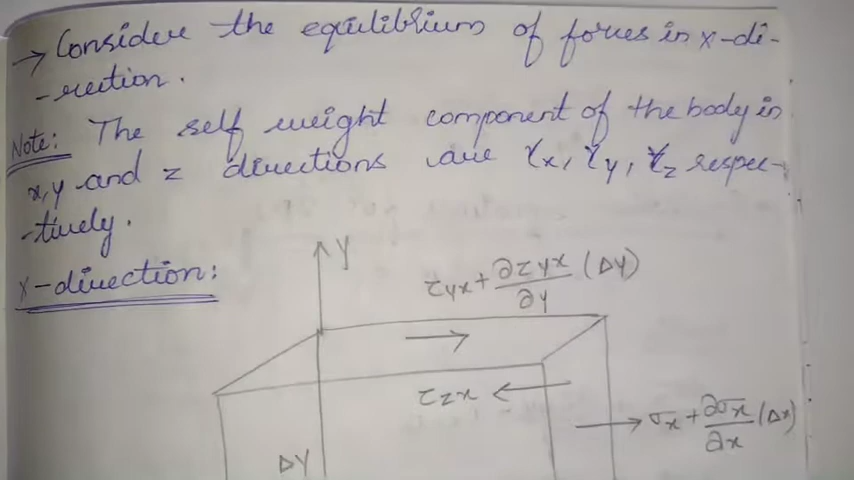 → Consider the equilibrium of forces in x-di-
-rection.
Note: The self weight component of the body in
x,y and z directions are γx, γy, γz respec-
-tively.
x-direction:
Y
τyx + ∂τyx/∂y (Δy)
τzx
σx + ∂σx/∂x (Δx)
ΔY